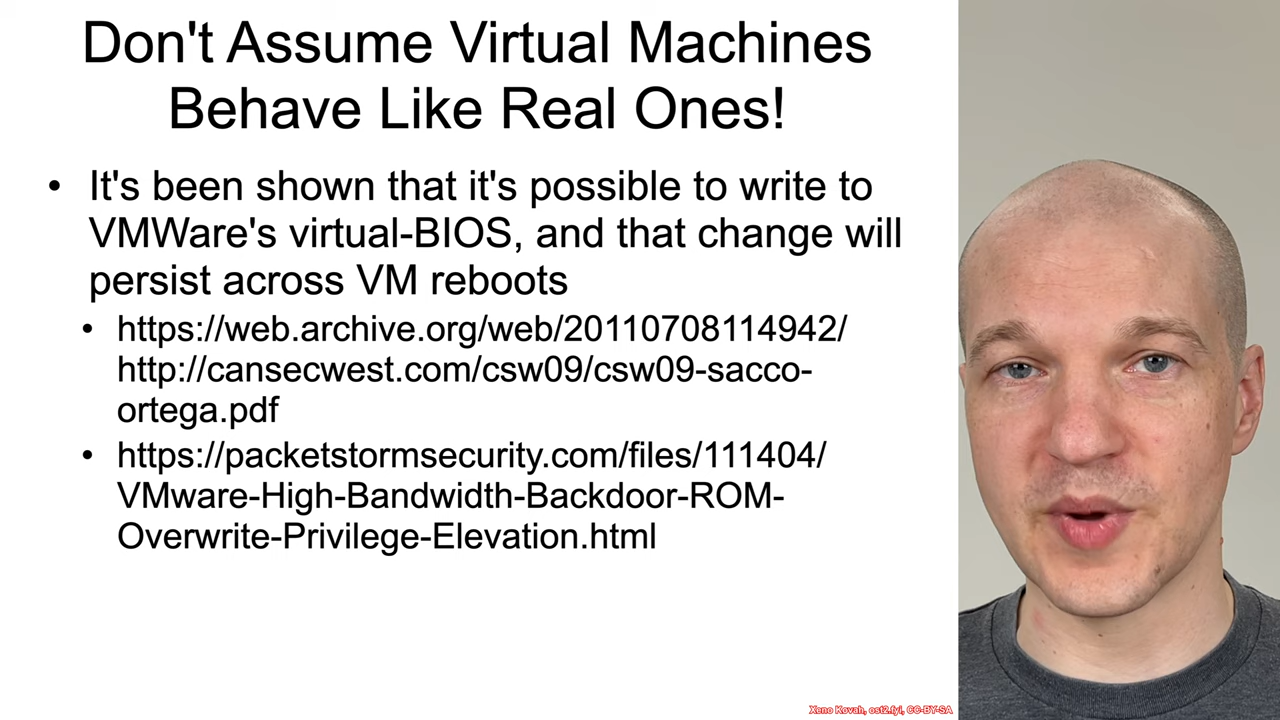 Don't Assume Virtual Machines
Behave Like Real Ones!
• It's been shown that it's possible to write to
VMWare's virtual-BIOS, and that change will
persist across VM reboots
• https://web.archive.org/web/20110708114942/
http://cansecwest.com/csw09/csw09-sacco-
ortega.pdf
• https://packetstormsecurity.com/files/111404/
VMware-High-Bandwidth-Backdoor-ROM-
Overwrite-Privilege-Elevation.html
Xeno Kovah, ost2.fyi, CC-BY-SA